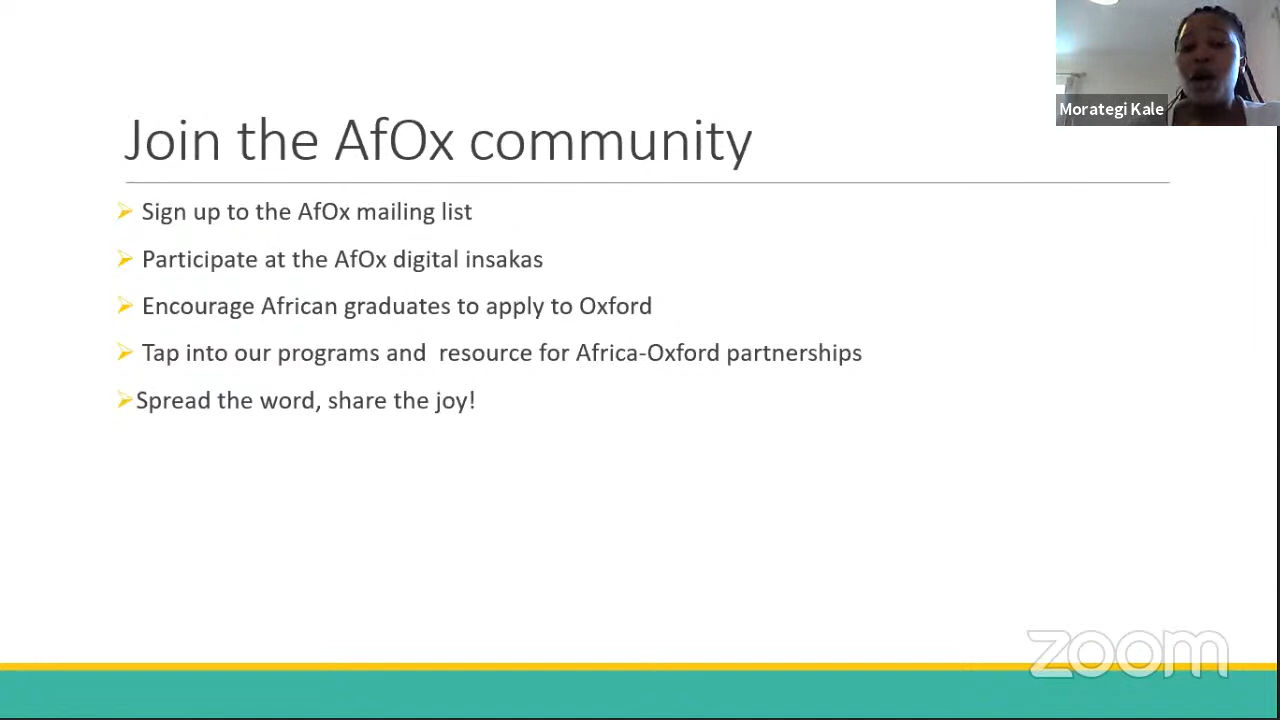 Morategi Kale
Join the AfOx community
Sign up to the AfOx mailing list
Participate at the AfOx digital insakas
Encourage African graduates to apply to Oxford
Tap into our programs and  resource for Africa-Oxford partnerships
Spread the word, share the joy!
zoom